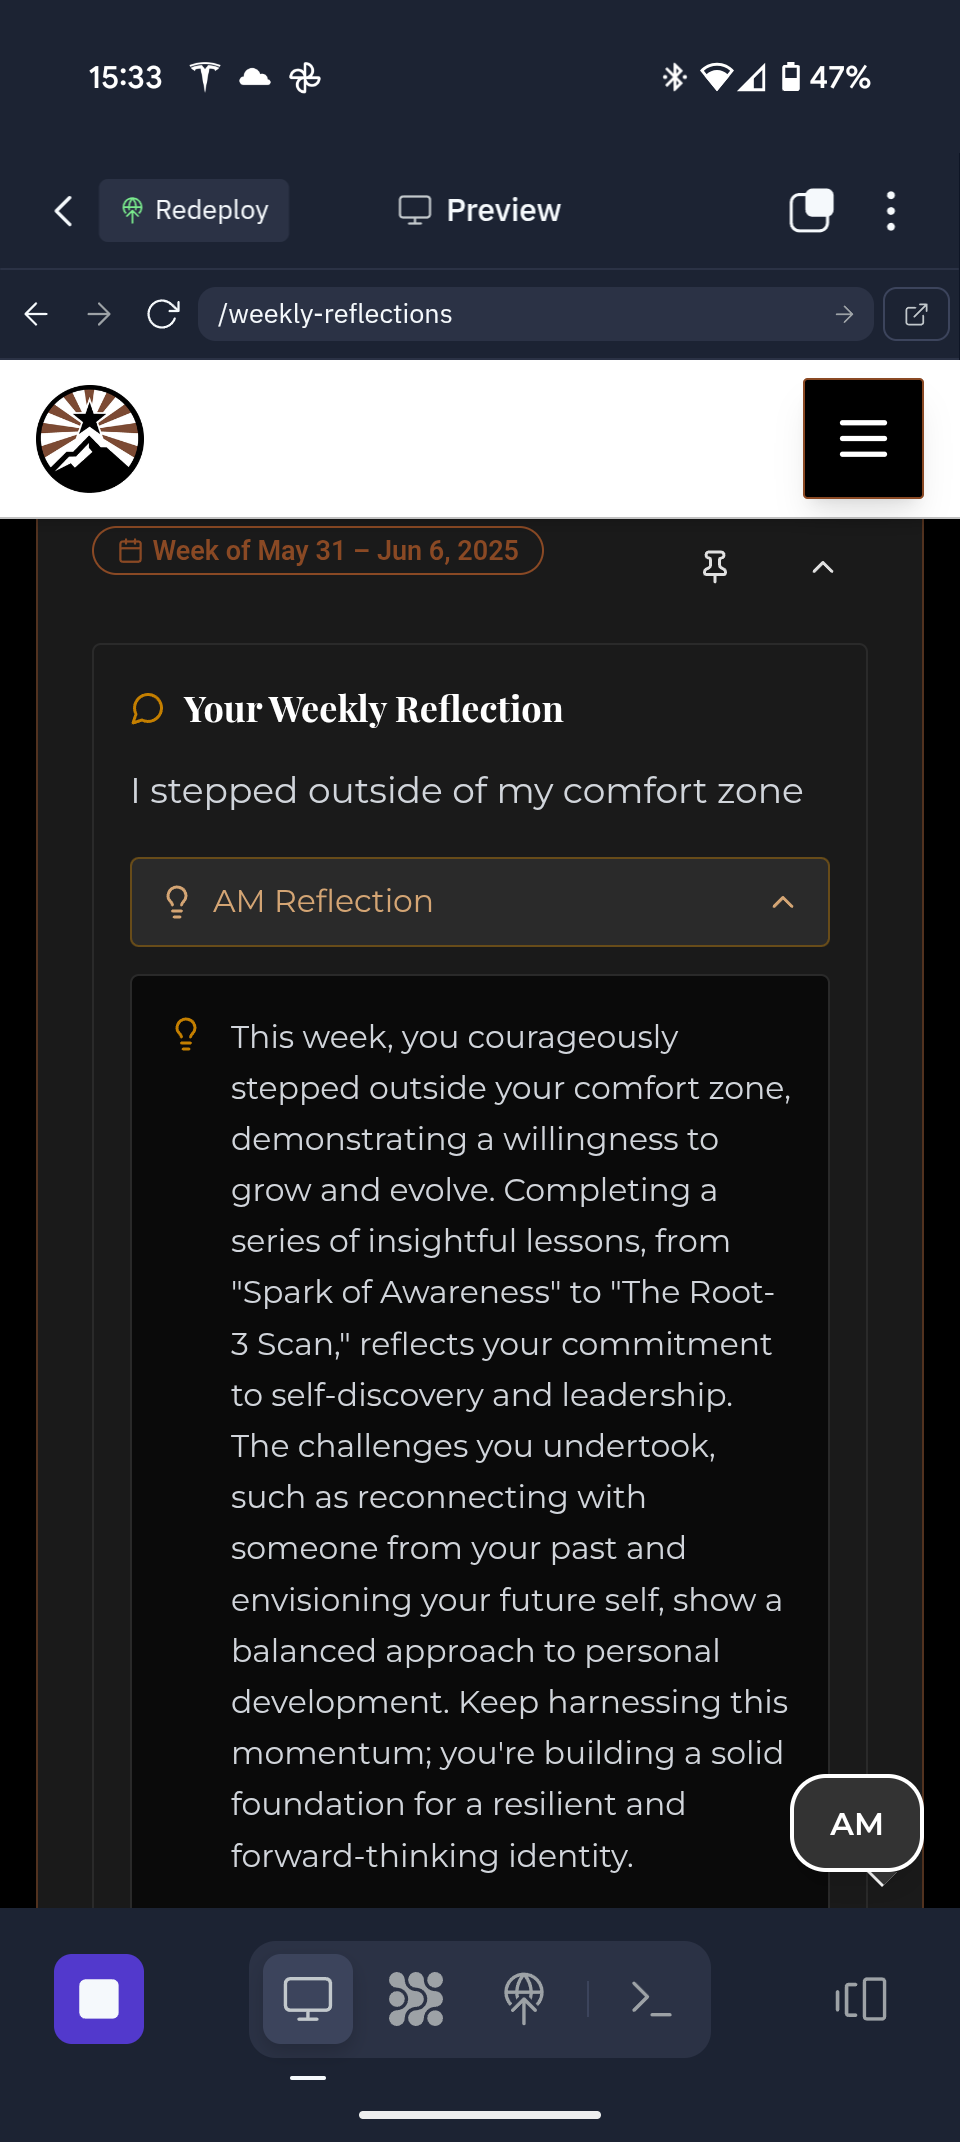 15:33
47%
Redeploy
Preview
/weekly-reflections
Week of May 31 – Jun 6, 2025
Your Weekly Reflection
I stepped outside of my comfort zone
AM Reflection
This week, you courageously
stepped outside your comfort zone,
demonstrating a willingness to
grow and evolve. Completing a
series of insightful lessons, from
"Spark of Awareness" to "The Root-
3 Scan," reflects your commitment
to self-discovery and leadership.
The challenges you undertook,
such as reconnecting with
someone from your past and
envisioning your future self, show a
balanced approach to personal
development. Keep harnessing this
momentum; you're building a solid
foundation for a resilient and
forward-thinking identity.
AM